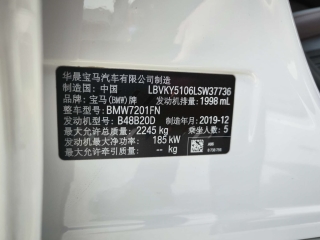 华晨宝马汽车有限公司制造
制造国：中国 LBVKY5106LSW37736
品牌：宝马(BMW)牌 发动机排量：1998 mL
整车型号：BMW7201FN
发动机型号：B48B20D 制造年月：2019-12
最大允许总质量：2245 kg 乘坐人数：5
发动机最大净功率：185 kW
最大允许牵引质量：-- kg